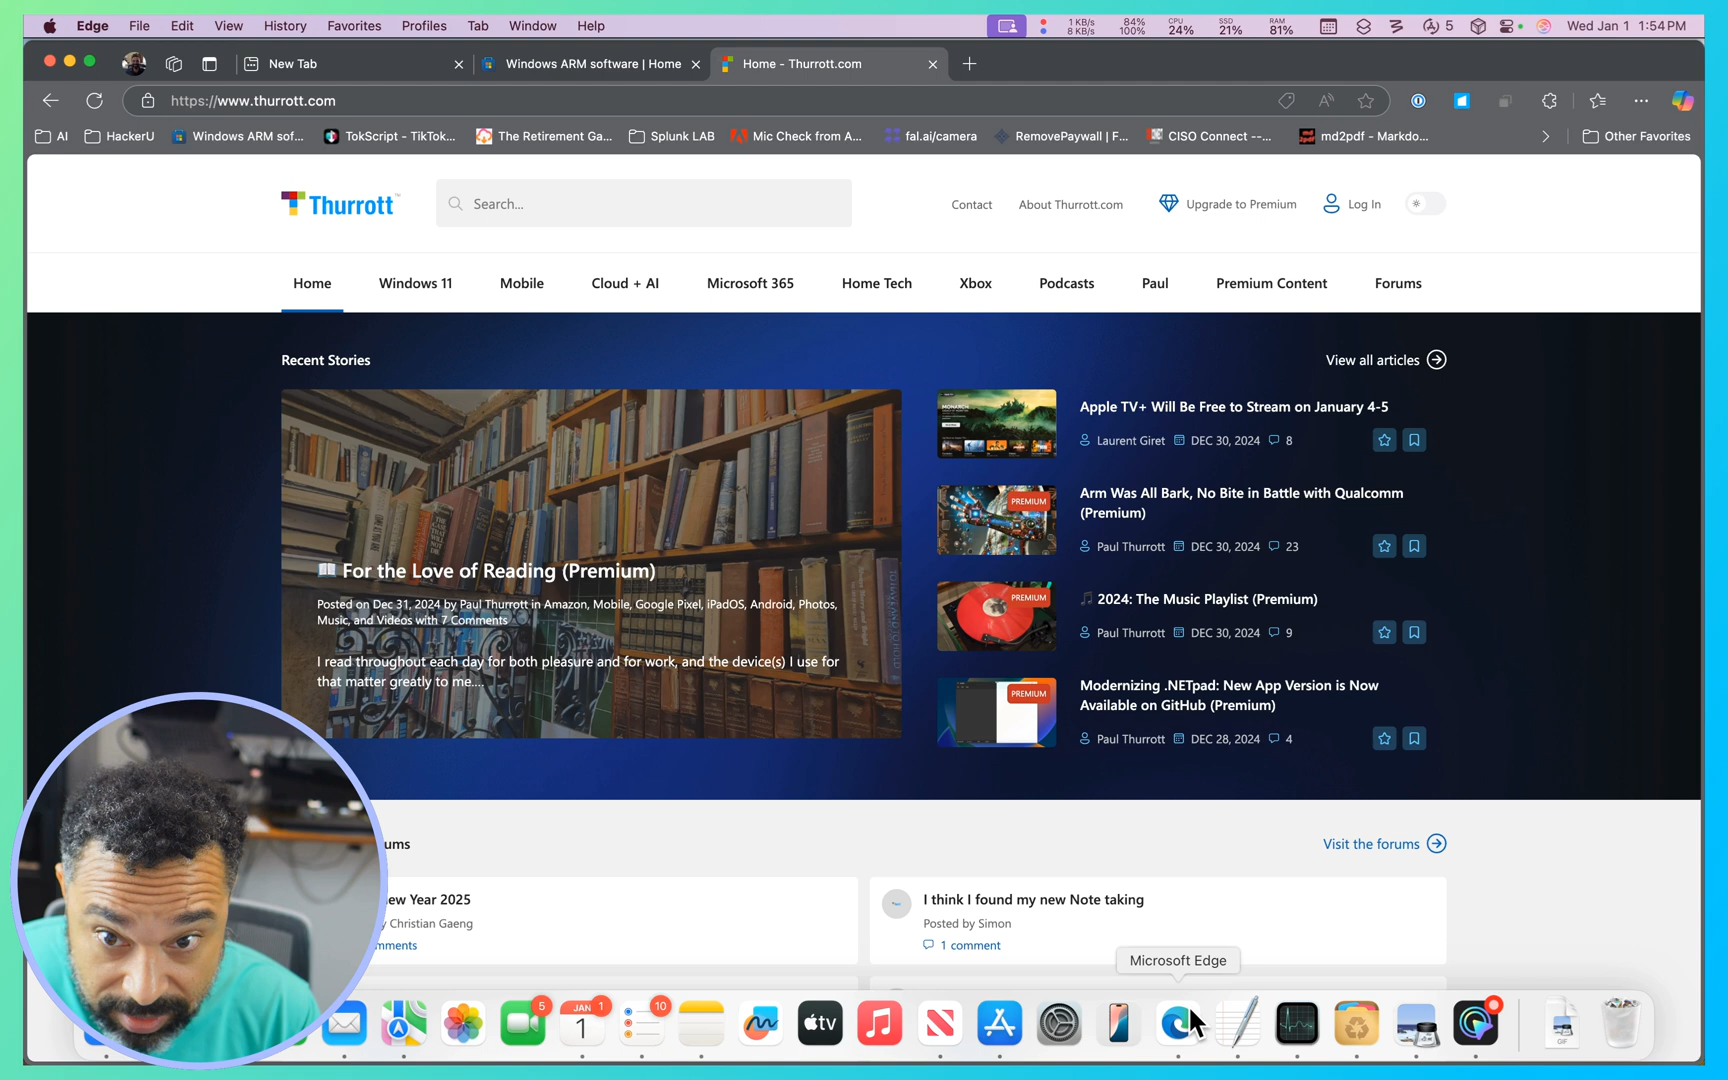 Edge File Edit View History Favorites Profiles Tab Window Help
1 KB/s 8 KB/s 84% 100% CPU 24% SSD 21% RAM 81% 5 Wed Jan 1 1:54 PM
New Tab
Windows ARM software | Home
Home - Thurrott.com
https://www.thurrott.com
AI HackerU Windows ARM sof... TokScript - TikTok... The Retirement Ga... Splunk LAB Mic Check from A... fal.ai/camera RemovePaywall | F... CISO Connect --... md2pdf - Markdo... Other Favorites
Thurrott
Search...
Contact About Thurrott.com Upgrade to Premium Log In
Home Windows 11 Mobile Cloud + AI Microsoft 365 Home Tech Xbox Podcasts Paul Premium Content Forums
Recent Stories
View all articles
For the Love of Reading (Premium)
Posted on Dec 31, 2024 by Paul Thurrott in Amazon, Mobile, Google Pixel, iPadOS, Android, Photos,
Music, and Videos with 7 Comments
I read throughout each day for both pleasure and for work, and the device(s) I use for
that matter greatly to me....
Apple TV+ Will Be Free to Stream on January 4-5
Laurent Giret DEC 30, 2024 8
PREMIUM
Arm Was All Bark, No Bite in Battle with Qualcomm
(Premium)
Paul Thurrott DEC 30, 2024 23
PREMIUM
2024: The Music Playlist (Premium)
Paul Thurrott DEC 30, 2024 9
PREMIUM
Modernizing .NETpad: New App Version is Now
Available on GitHub (Premium)
Paul Thurrott DEC 28, 2024 4
ums
Visit the forums
ew Year 2025
y Christian Gaeng
mments
I think I found my new Note taking
Posted by Simon
1 comment
Microsoft Edge
5
JAN 1
1
10
tv
GIF